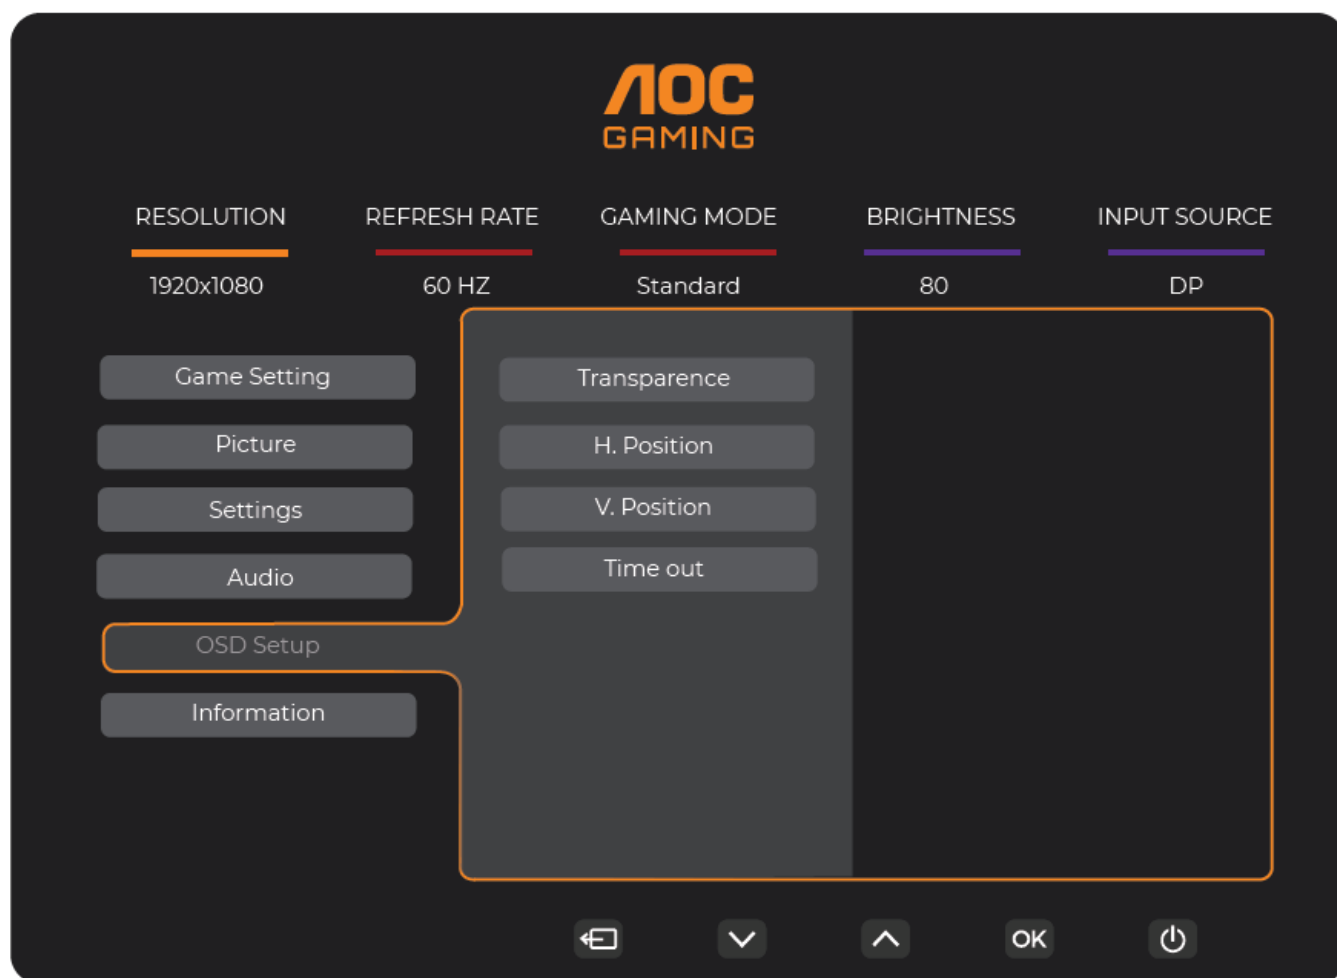 AOC
GAMING
RESOLUTION REFRESH RATE GAMING MODE BRIGHTNESS INPUT SOURCE
1920x1080 60 HZ Standard 80 DP
Game Setting Transparence
Picture H. Position
Settings V. Position
Audio Time out
OSD Setup
Information
OK